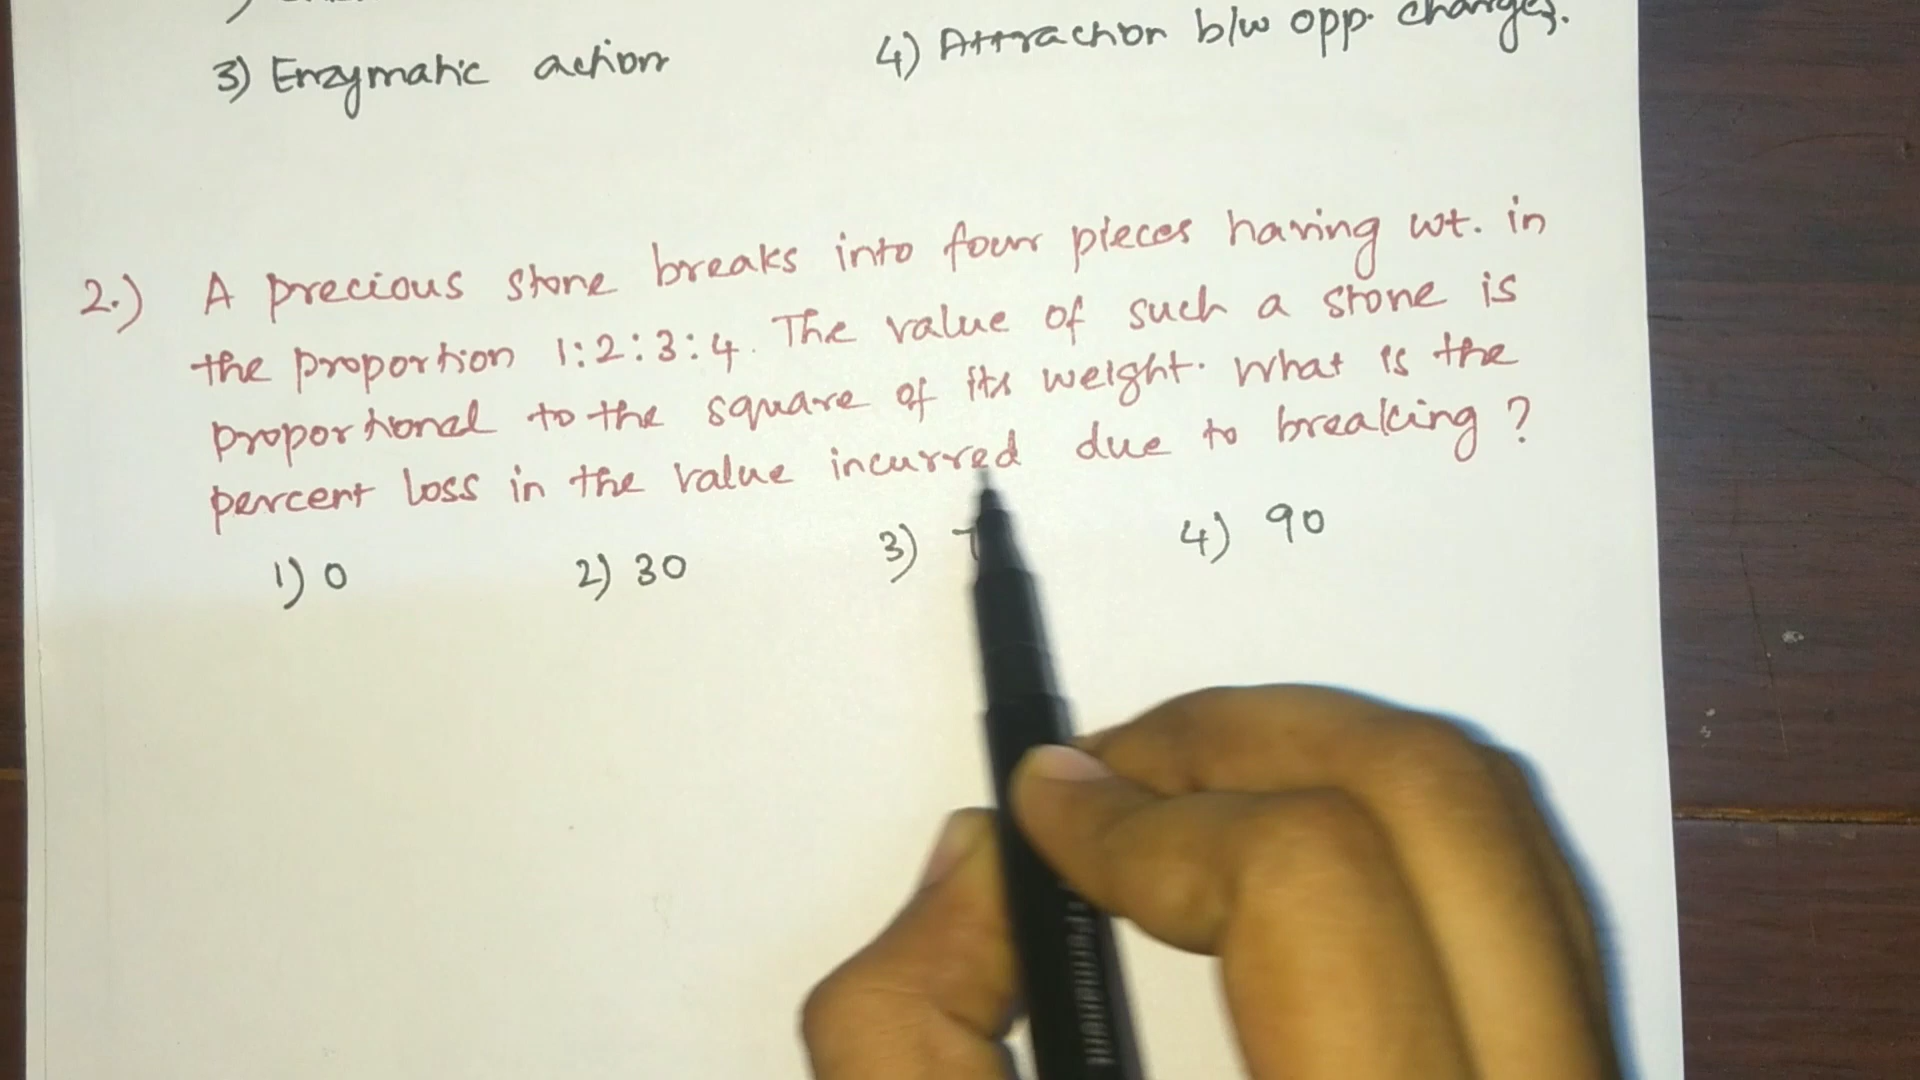 3) Enzymatic action
4) Attraction b/w opp. charges.
2.) A precious stone breaks into four pieces having wt. in
the proportion 1:2:3:4. The value of such a stone is
proportional to the square of its weight. What is the
percent loss in the value incurred due to breaking?
1) 0
2) 30
3)
4) 90